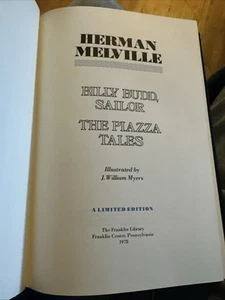 HERMAN
MELVILLE
BILLY BUDD,
SAILOR
THE PIAZZA
TALES
Illustrated by
J. William Myers
A LIMITED EDITION
The Franklin Library
Franklin Center, Pennsylvania
1978